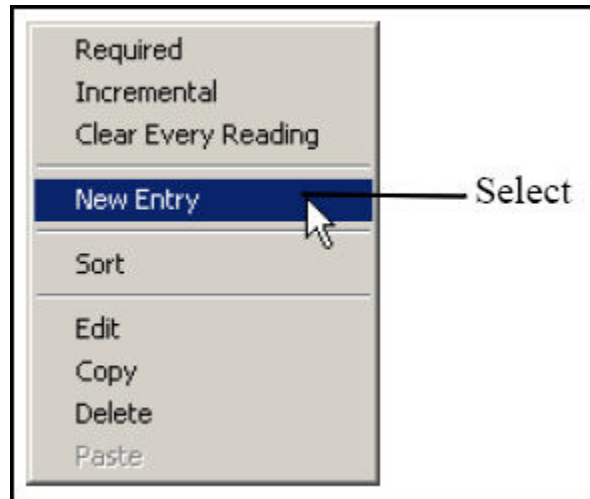 Required
Incremental
Clear Every Reading
New Entry
Select
Sort
Edit
Copy
Delete
Paste